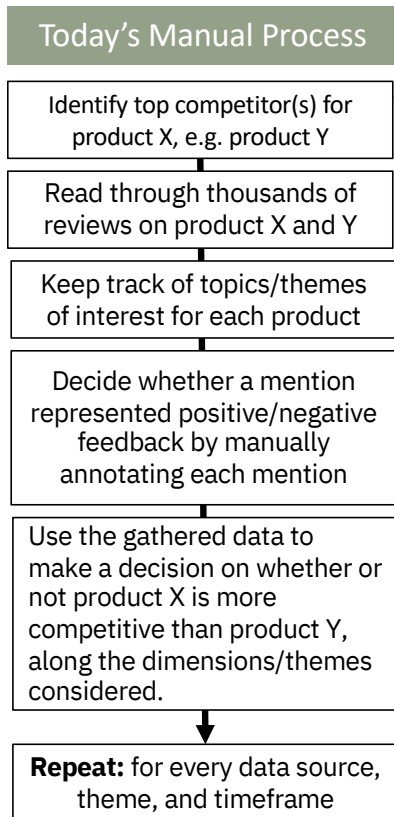 Today's Manual Process
Identify top competitor(s) for
product X, e.g. product Y
Read through thousands of
reviews on product X and Y
Keep track of topics/themes
of interest for each product
Decide whether a mention
represented positive/negative
feedback by manually
annotating each mention
Use the gathered data to
make a decision on whether or
not product X is more
competitive than product Y,
along the dimensions/themes
considered.
Repeat: for every data source,
theme, and timeframe